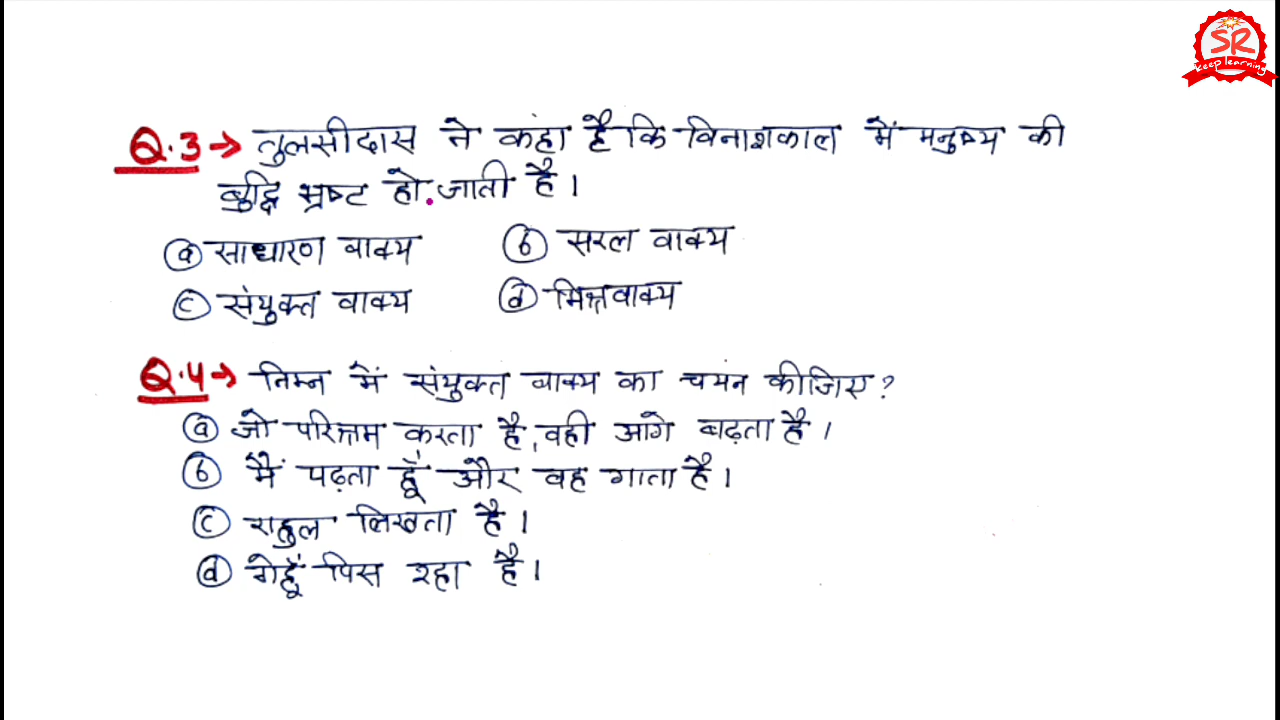 SR
keep learning
Q.3→ तुलसीदास ने कहा है कि विनाशकाल में मनुष्य की
बुद्धि भ्रष्ट हो जाती है।
ⓐ साधारण वाक्य ⓑ सरल वाक्य
ⓒ संयुक्त वाक्य ⓓ मिश्रवाक्य
Q.4→ निम्न में संयुक्त वाक्य का चयन कीजिए?
ⓐ जो परिश्रम करता है, वही आगे बढ़ता है।
ⓑ मैं पढ़ता हूँ और वह गाता है।
ⓒ राहुल लिखता है।
ⓓ गेहूँ पिस रहा है।